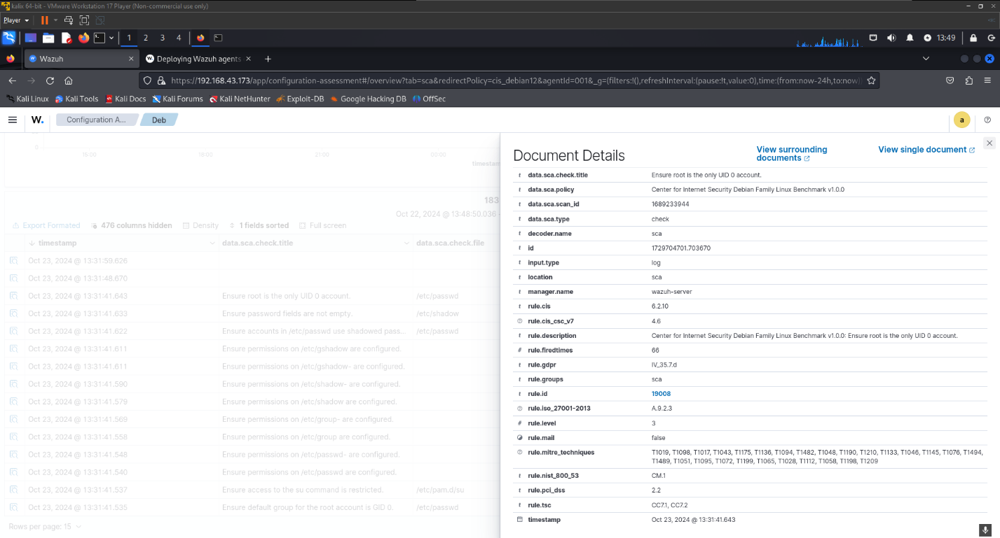 kalix 64-bit - VMware Workstation 17 Player (Non-commercial use only)
Player
1 2 3 4 13:49
Wazuh
Deploying Wazuh agents
https://192.168.43.173/app/configuration-assessment#/overview?tab=sca&redirectPolicy=cis_debian12&agentId=001&_g=(filters:!(),refreshInterval:(pause:!t,value:0),time:(from:now-24h,to:now)
Kali Linux Kali Tools Kali Docs Kali Forums Kali NetHunter Exploit-DB Google Hacking DB OffSec
W. Configuration A... Deb a
0
15:00 18:00 21:00 00:00
timestam
183
Oct 22, 2024 @ 13:48:50.036
Export Formated 476 columns hidden Density 1 fields sorted Full screen
timestamp data.sca.check.title data.sca.check.file
Oct 23, 2024 @ 13:31:59.626
Oct 23, 2024 @ 13:31:48.670
Oct 23, 2024 @ 13:31:41.643 Ensure root is the only UID 0 account. /etc/passwd
Oct 23, 2024 @ 13:31:41.633 Ensure password fields are not empty. /etc/shadow
Oct 23, 2024 @ 13:31:41.622 Ensure accounts in /etc/passwd use shadowed pass... /etc/passwd
Oct 23, 2024 @ 13:31:41.611 Ensure permissions on /etc/gshadow are configured.
Oct 23, 2024 @ 13:31:41.611 Ensure permissions on /etc/gshadow- are configured.
Oct 23, 2024 @ 13:31:41.590 Ensure permissions on /etc/shadow- are configured.
Oct 23, 2024 @ 13:31:41.579 Ensure permissions on /etc/shadow are configured.
Oct 23, 2024 @ 13:31:41.569 Ensure permissions on /etc/group- are configured.
Oct 23, 2024 @ 13:31:41.558 Ensure permissions on /etc/group are configured.
Oct 23, 2024 @ 13:31:41.548 Ensure permissions on /etc/passwd- are configured.
Oct 23, 2024 @ 13:31:41.540 Ensure permissions on /etc/passwd are configured.
Oct 23, 2024 @ 13:31:41.537 Ensure access to the su command is restricted. /etc/pam.d/su
Oct 23, 2024 @ 13:31:41.535 Ensure default group for the root account is GID 0. /etc/passwd
Rows per page: 15
Document Details
View surrounding
documents
View single document
t data.sca.check.title Ensure root is the only UID 0 account.
t data.sca.policy Center for Internet Security Debian Family Linux Benchmark v1.0.0
t data.sca.scan_id 1689233944
t data.sca.type check
t decoder.name sca
t id 1729704701.703670
t input.type log
t location sca
t manager.name wazuh-server
t rule.cis 6.2.10
rule.cis_csc_v7 4.6
t rule.description Center for Internet Security Debian Family Linux Benchmark v1.0.0: Ensure root is the only UID 0 account.
# rule.firedtimes 66
t rule.gdpr IV_35.7.d
t rule.groups sca
t rule.id 19008
rule.iso_27001-2013 A.9.2.3
# rule.level 3
rule.mail false
rule.mitre_techniques T1019, T1098, T1017, T1043, T1175, T1136, T1094, T1482, T1048, T1190, T1210, T1133, T1046, T1145, T1076, T1494,
T1489, T1051, T1095, T1072, T1199, T1065, T1028, T1112, T1058, T1198, T1209
t rule.nist_800_53 CM.1
t rule.pci_dss 2.2
t rule.tsc CC7.1, CC7.2
timestamp Oct 23, 2024 @ 13:31:41.643